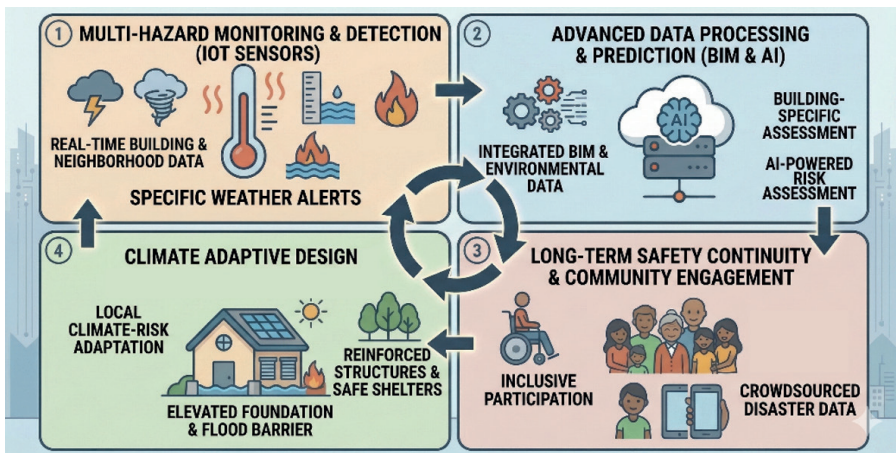 1
MULTI-HAZARD MONITORING & DETECTION
(IOT SENSORS)
REAL-TIME BUILDING &
NEIGHBORHOOD DATA
SPECIFIC WEATHER ALERTS
2
ADVANCED DATA PROCESSING
& PREDICTION (BIM & AI)
INTEGRATED BIM &
ENVIRONMENTAL
DATA
AI
BUILDING-
SPECIFIC
ASSESSMENT
AI-POWERED
RISK
ASSESSMENT
3
LONG-TERM SAFETY CONTINUITY
& COMMUNITY ENGAGEMENT
INCLUSIVE
PARTICIPATION
CROWDSOURCED
DISASTER DATA
4
CLIMATE ADAPTIVE DESIGN
LOCAL
CLIMATE-RISK
ADAPTATION
REINFORCED
STRUCTURES &
SAFE SHELTERS
ELEVATED FOUNDATION
& FLOOD BARRIER